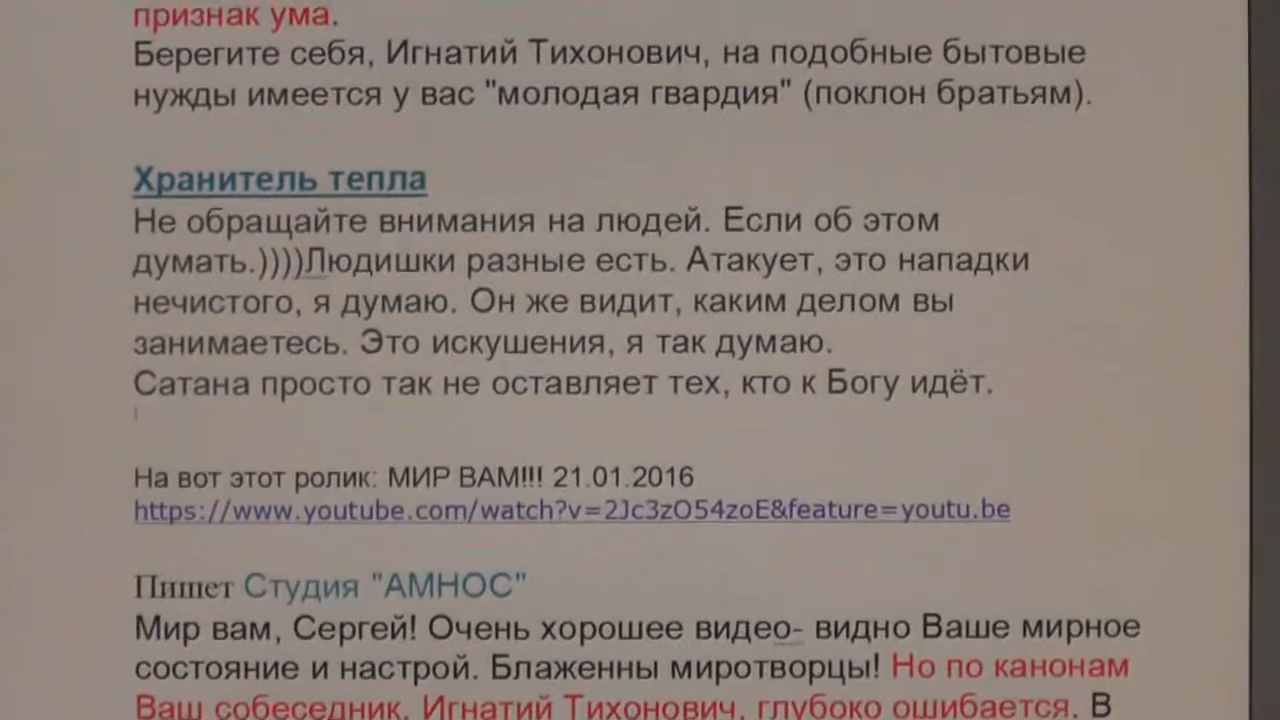 признак ума.
Берегите себя, Игнатий Тихонович, на подобные бытовые
нужды имеется у вас "молодая гвардия" (поклон братьям).
Хранитель тепла
Не обращайте внимания на людей. Если об этом
думать.))))Людишки разные есть. Атакует, это нападки
нечистого, я думаю. Он же видит, каким делом вы
занимаетесь. Это искушения, я так думаю.
Сатана просто так не оставляет тех, кто к Богу идёт.
На вот этот ролик: МИР ВАМ!!! 21.01.2016
https://www.youtube.com/watch?v=2Jc3zO54zoE&feature=youtu.be
Пишет Студия "АМНОС"
Мир вам, Сергей! Очень хорошее видео- видно Ваше мирное
состояние и настрой. Блаженны миротворцы! Но по канонам
Ваш собеседник, Игнатий Тихонович, глубоко ошибается. В